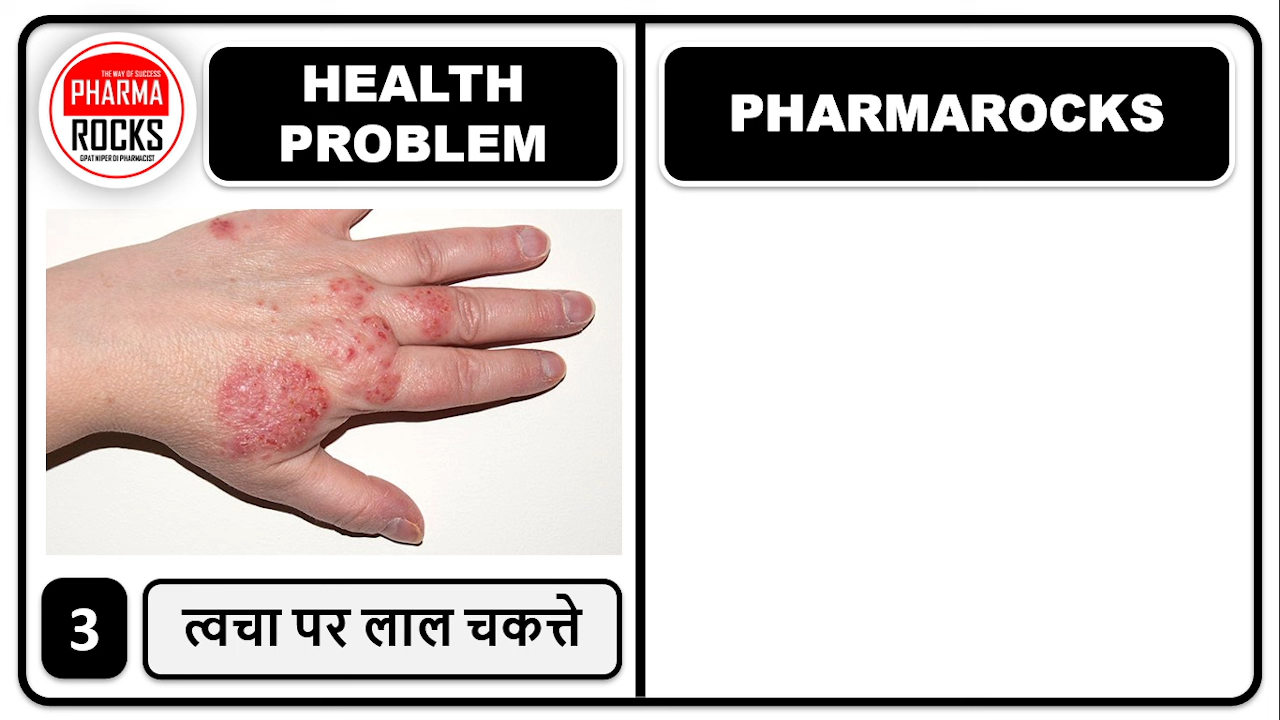 THE WAY OF SUCCESS
PHARMA
ROCKS
GPAT NIPER DI PHARMACIST
HEALTH
PROBLEM
PHARMAROCKS
3
त्वचा पर लाल चकत्ते